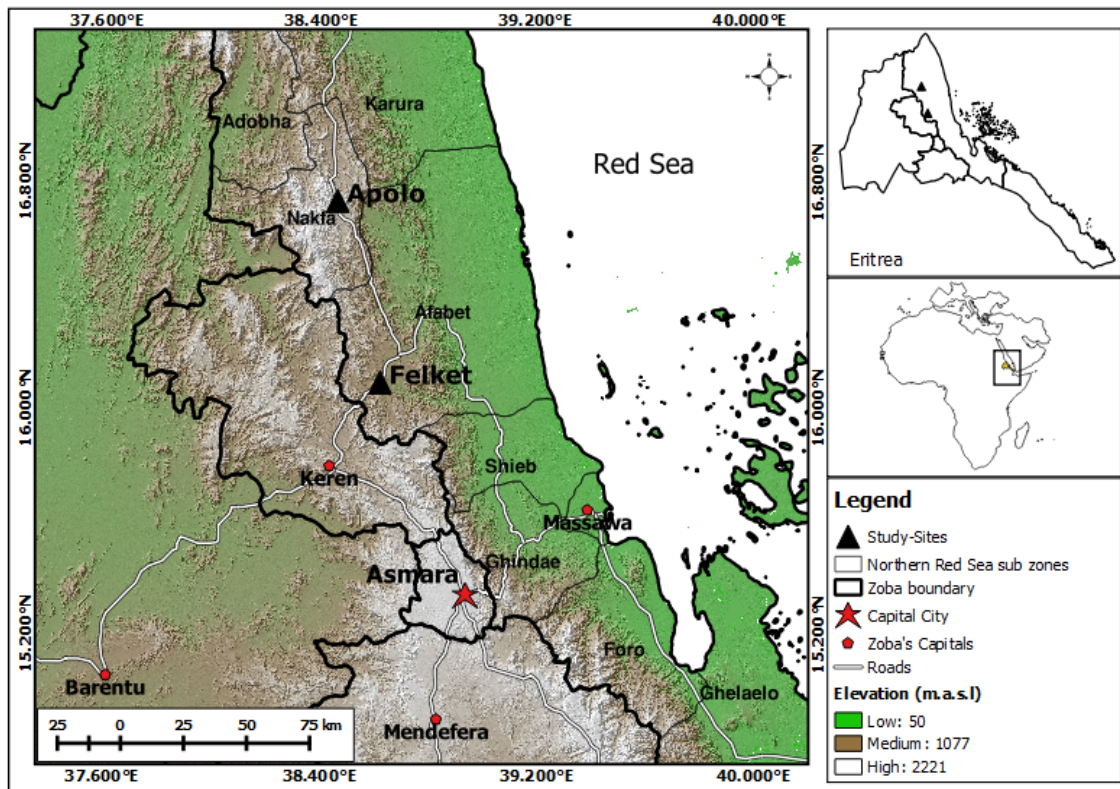 37.600°E 38.400°E 39.200°E 40.000°E
16.800°N
16.000°N
15.200°N
Karura
Adobha
Red Sea
Apolo
Nakfa
Afabet
Felket
Keren
Shieb
Massawa
Ghindae
Asmara
Foro
Barentu
Ghelaelo
Mendefera
25 0 25 50 75 km
37.600°E 38.400°E 39.200°E 40.000°E
16.800°N
16.000°N
15.200°N
Eritrea
Legend
Study-Sites
Northern Red Sea sub zones
Zoba boundary
Capital City
Zoba's Capitals
Roads
Elevation (m.a.s.l)
Low: 50
Medium : 1077
High : 2221